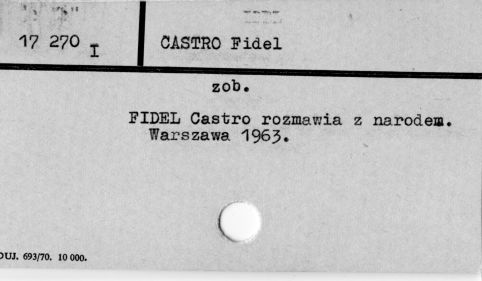 17 270 I
CASTRO Fidel
zob.
FIDEL Castro rozmawia z narodem.
Warszawa 1963.
DUJ. 693/70. 10 000.